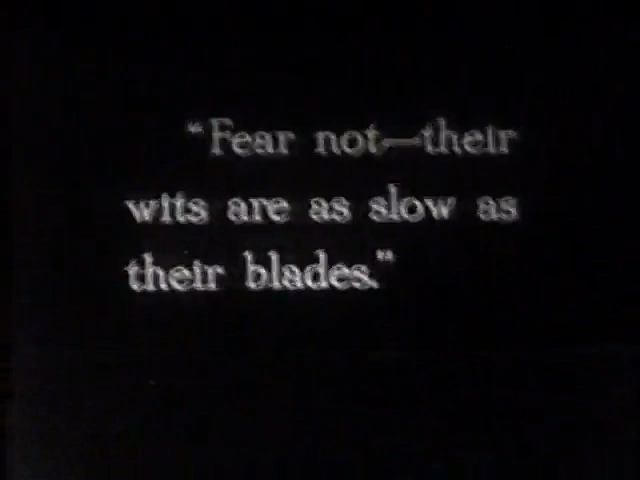 "Fear not—their
wits are as slow as
their blades."